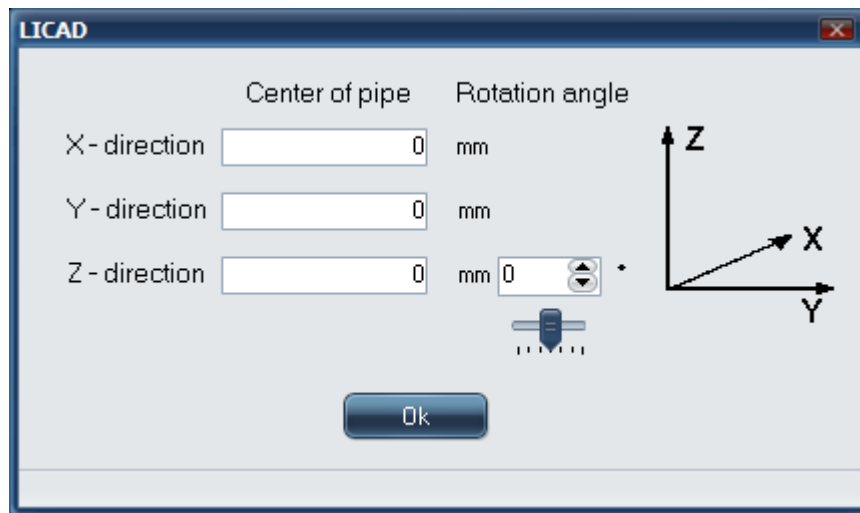 LICAD
Center of pipe Rotation angle
X - direction 0 mm
Y - direction 0 mm
Z - direction 0 mm 0 °
Z
X
Y
Ok